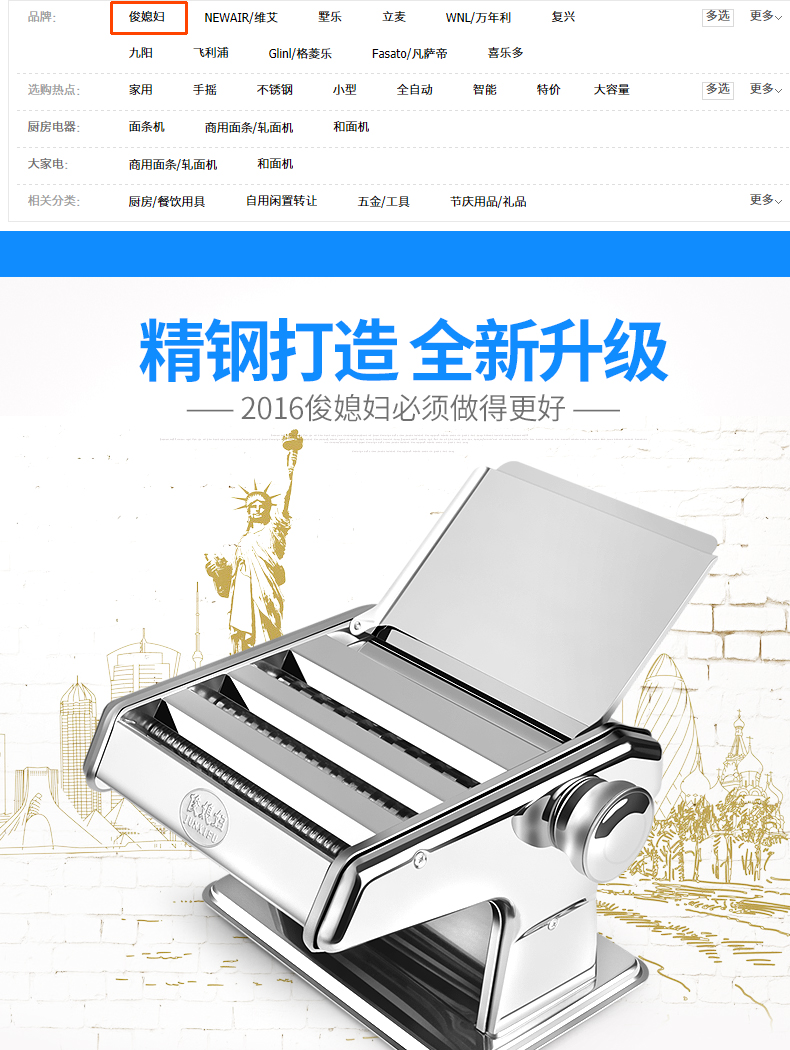 品牌: 俊媳妇 NEWAIR/维艾 墅乐 立麦 WNL/万年利 复兴 多选 更多
九阳 飞利浦 Glinl/格菱乐 Fasato/凡萨帝 喜乐多
选购热点: 家用 手摇 不锈钢 小型 全自动 智能 特价 大容量 多选 更多
厨房电器: 面条机 商用面条/轧面机 和面机
大家电: 商用面条/轧面机 和面机
相关分类: 厨房/餐饮用具 自用闲置转让 五金/工具 节庆用品/礼品 更多
精钢打造 全新升级
2016俊媳妇必须做得更好
俊媳妇